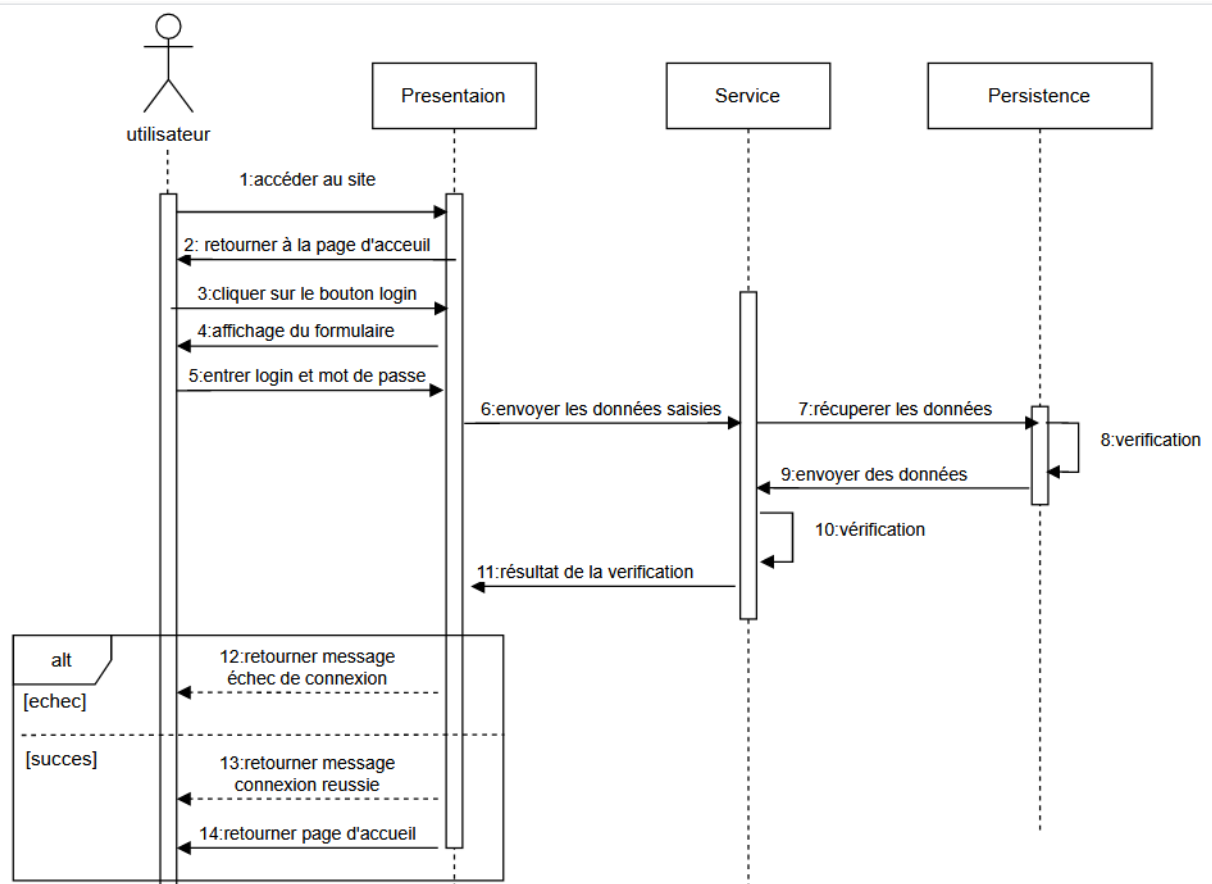 utilisateur
Presentaion
Service
Persistence
1:accéder au site
2: retourner à la page d'acceuil
3:cliquer sur le bouton login
4:affichage du formulaire
5:entrer login et mot de passe
6:envoyer les données saisies
7:récuperer les données
8:verification
9:envoyer des données
10:vérification
11:résultat de la verification
alt
12:retourner message
échec de connexion
[echec]
[succes]
13:retourner message
connexion reussie
14:retourner page d'accueil